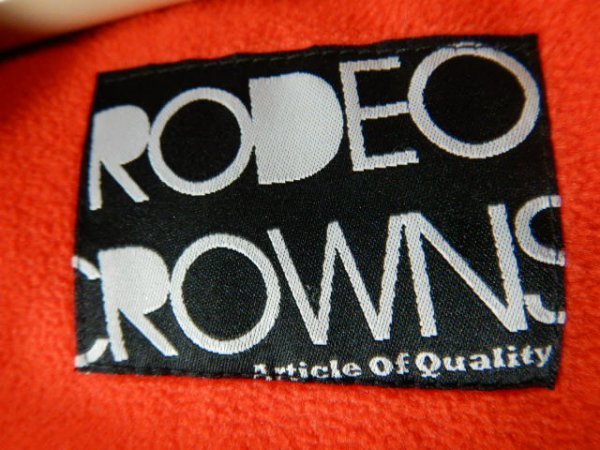 RODEO
CROWNS
Article Of Quality